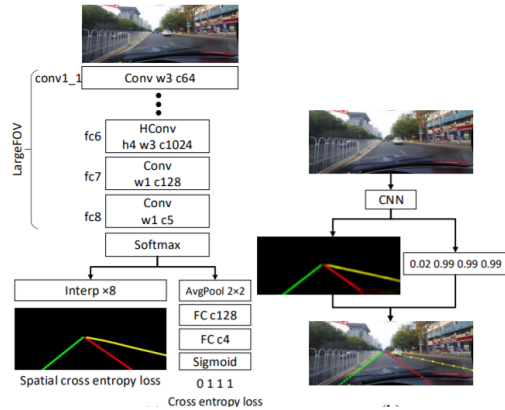 conv1_1
Conv w3 c64
LargeFOV
fc6
HConv
h4 w3 c1024
fc7
Conv
w1 c128
fc8
Conv
w1 c5
Softmax
Interp ×8
AvgPool 2×2
FC c128
FC c4
Sigmoid
0 1 1 1
Spatial cross entropy loss
Cross entropy loss
CNN
0.02 0.99 0.99 0.99